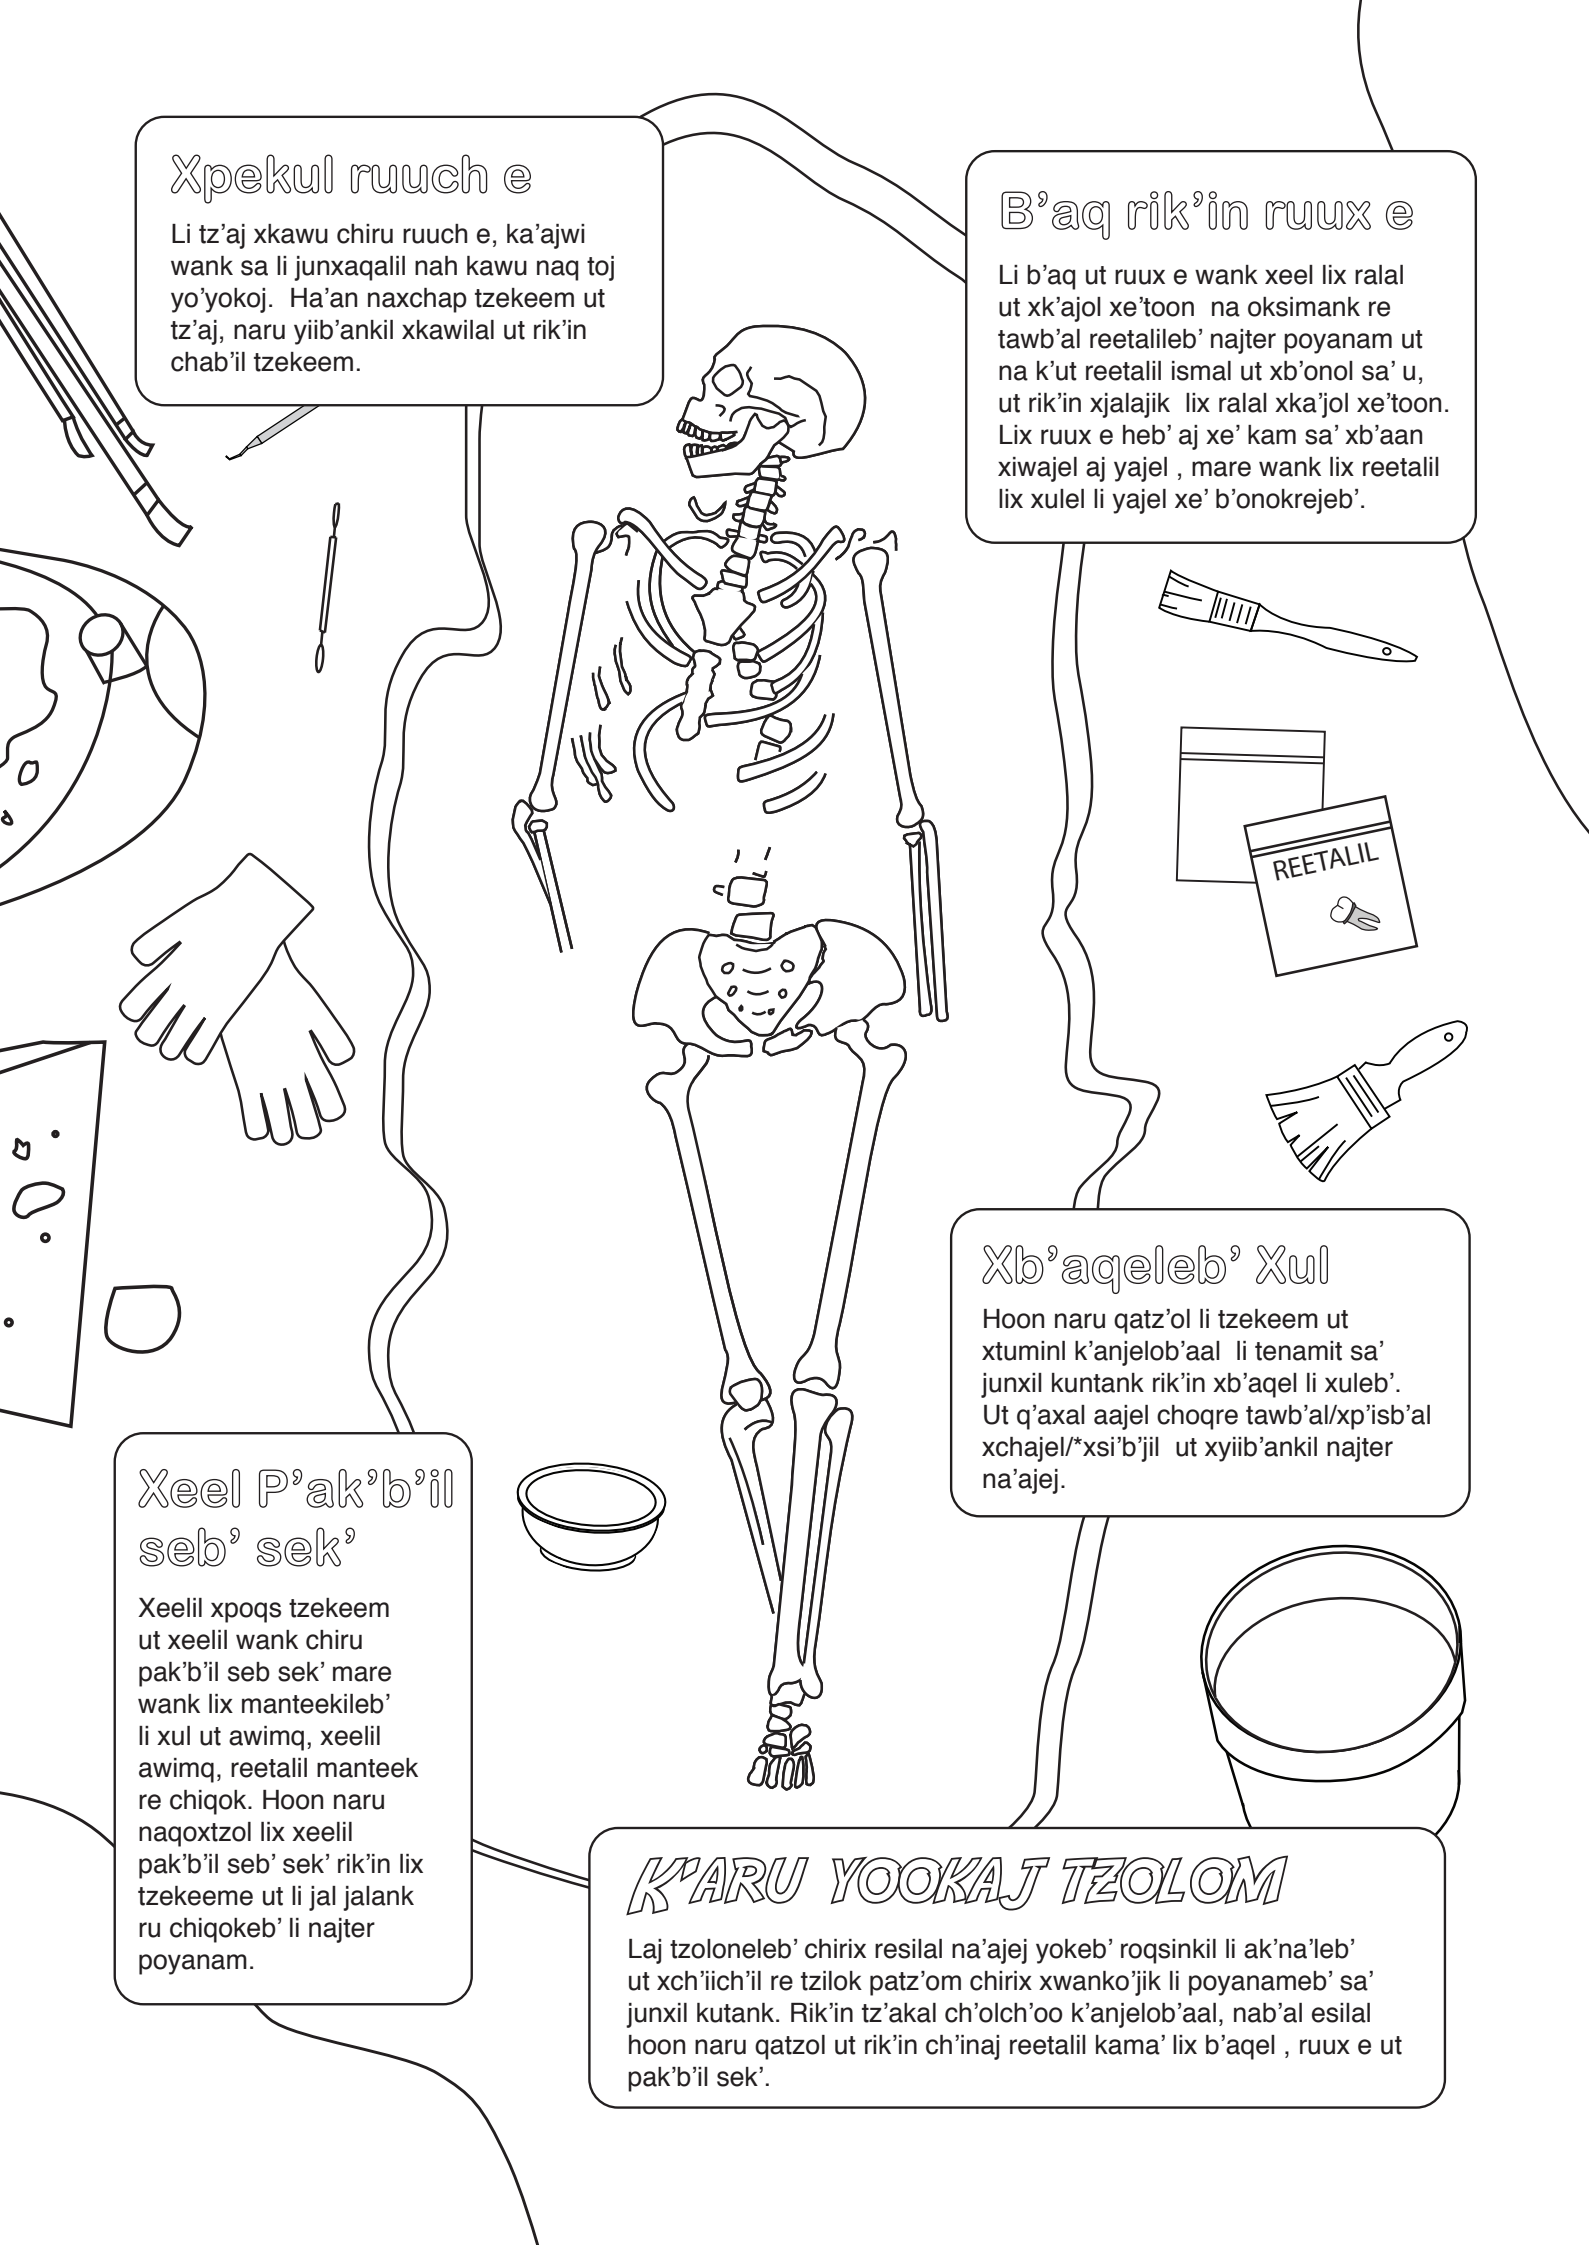 Xpekul ruuch e
Li tz’aj xkawu chiru ruuch e, ka’ajwi
wank sa li junxaqalil nah kawu naq toj
yo’yokoj.  Ha’an naxchap tzekeem ut
tz’aj, naru yiib’ankil xkawilal ut rik’in
chab’il tzekeem.
B’aq rik’in ruux e
Li b’aq ut ruux e wank xeel lix ralal
ut xk’ajol xe’toon  na oksimank re
tawb’al reetalileb’ najter poyanam ut
na k’ut reetalil ismal ut xb’onol sa’ u,
ut rik’in xjalajik  lix ralal xka’jol xe’toon.
Lix ruux e heb’ aj xe’ kam sa’ xb’aan
xiwajel aj yajel , mare wank lix reetalil
lix xulel li yajel xe’ b’onokrejeb’.
REETALIL
Xb’aqeleb’ Xul
Hoon naru qatz’ol li tzekeem ut
xtuminl k’anjelob’aal  li tenamit sa’
junxil kuntank rik’in xb’aqel li xuleb’.
Ut q’axal aajel choqre tawb’al/xp’isb’al
xchajel/*xsi’b’jil  ut xyiib’ankil najter
na’ajej.
Xeel P’ak’b’il
seb’ sek’
Xeelil xpoqs tzekeem
ut xeelil wank chiru
pak’b’il seb sek’ mare
wank lix manteekileb’
li xul ut awimq, xeelil
awimq, reetalil manteek
re chiqok. Hoon naru
naqoxtzol lix xeelil
pak’b’il seb’ sek’ rik’in lix
tzekeeme ut li jal jalank
ru chiqokeb’ li najter
poyanam.
K’ARU YOOKAJ TZOLOM
Laj tzoloneleb’ chirix resilal na’ajej yokeb’ roqsinkil li ak’na’leb’
ut xch’iich’il re tzilok patz’om chirix xwanko’jik li poyanameb’ sa’
junxil kutank. Rik’in tz’akal ch’olch’oo k’anjelob’aal, nab’al esilal
hoon naru qatzol ut rik’in ch’inaj reetalil kama’ lix b’aqel , ruux e ut
pak’b’il sek’.